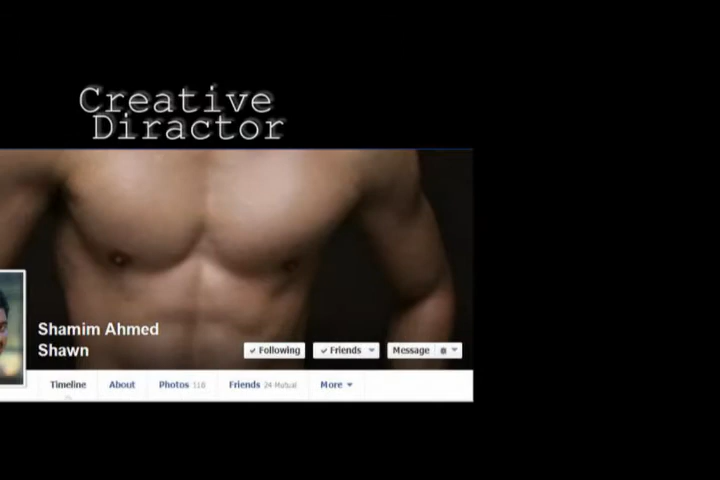 Creative
Diractor
Shamim Ahmed
Shawn
Following Friends Message
Timeline About Photos 118 Friends 24 Mutual More